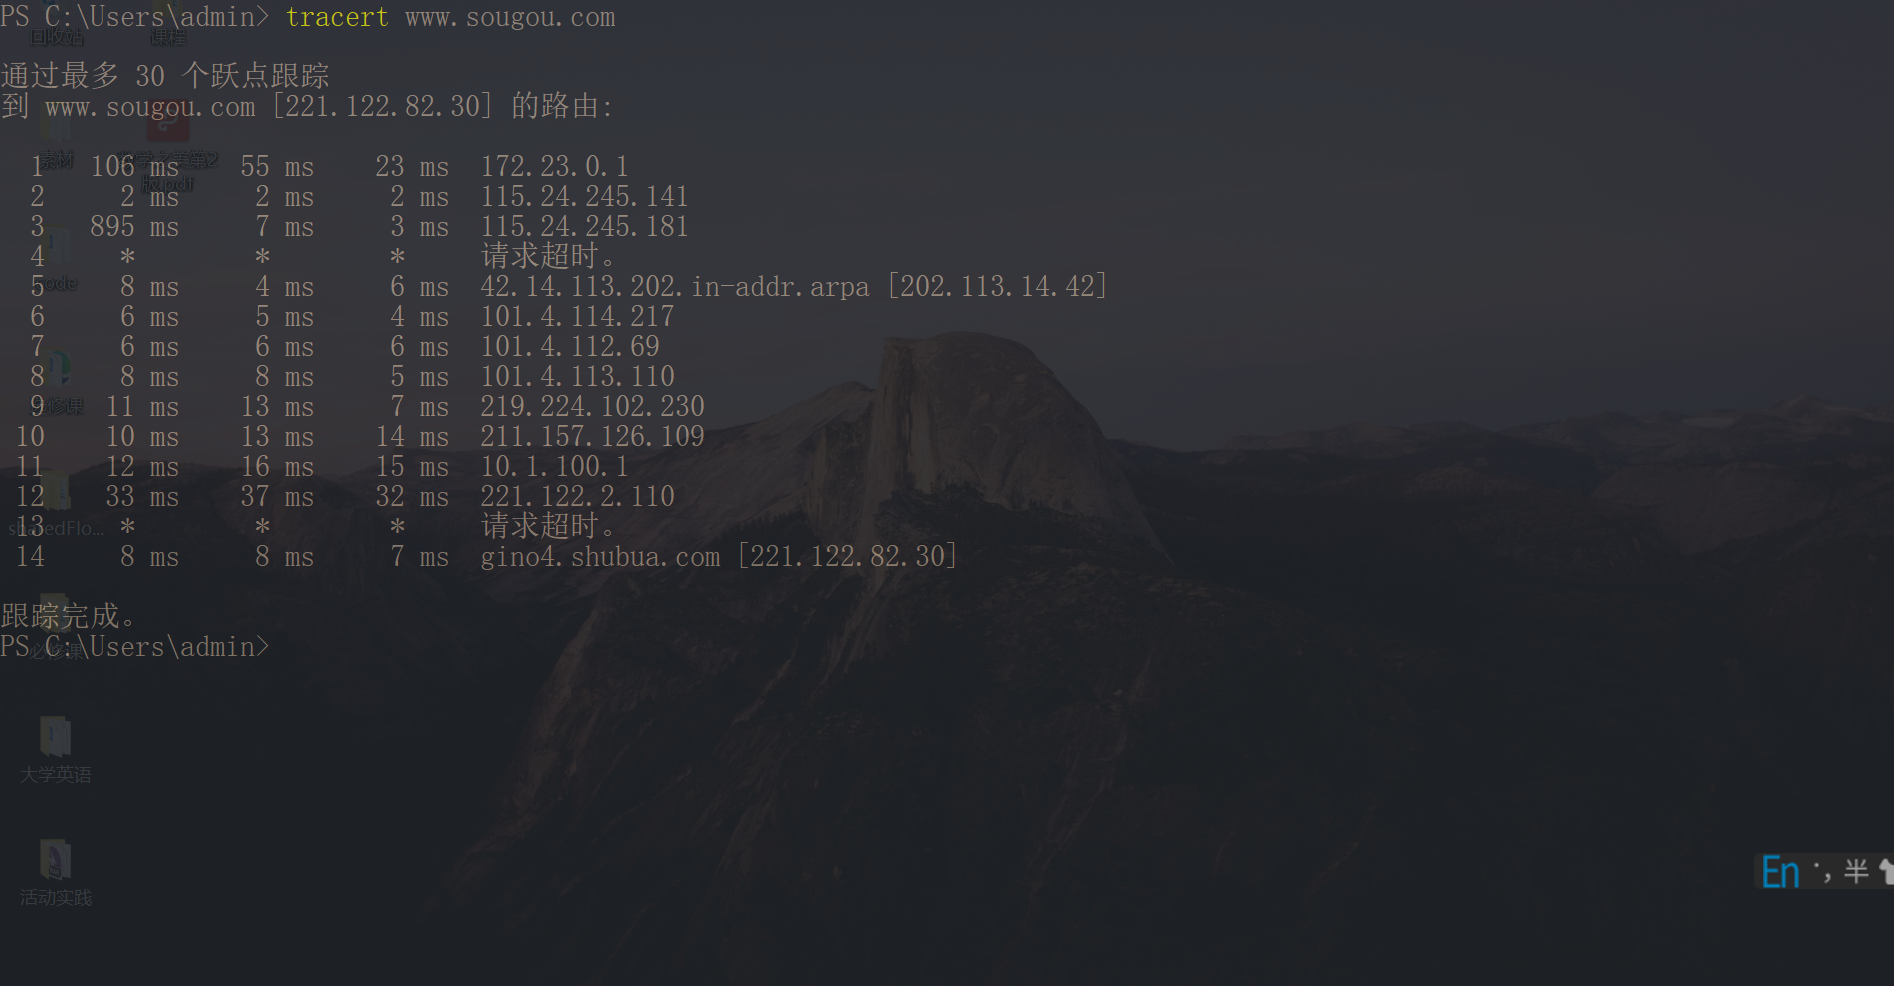 PS C:\Users\admin> tracert www.sougou.com
回收站 课程
通过最多 30 个跃点跟踪
到 www.sougou.com [221.122.82.30] 的路由:
1 106 ms 55 ms 23 ms 172.23.0.1
素材
版.pdf
2 2 ms 2 ms 2 ms 115.24.245.141
3 895 ms 7 ms 3 ms 115.24.245.181
4 * * * 请求超时。
5 8 ms 4 ms 6 ms 42.14.113.202.in-addr.arpa [202.113.14.42]
6 6 ms 5 ms 4 ms 101.4.114.217
7 6 ms 6 ms 6 ms 101.4.112.69
8 8 ms 8 ms 5 ms 101.4.113.110
9 11 ms 13 ms 7 ms 219.224.102.230
10 10 ms 13 ms 14 ms 211.157.126.109
11 12 ms 16 ms 15 ms 10.1.100.1
12 33 ms 37 ms 32 ms 221.122.2.110
13 * * * 请求超时。
sharedFlo...
14 8 ms 8 ms 7 ms gino4.shubua.com [221.122.82.30]
跟踪完成。
PS C:\Users\admin>
必修课
大学英语
活动实践
En 半